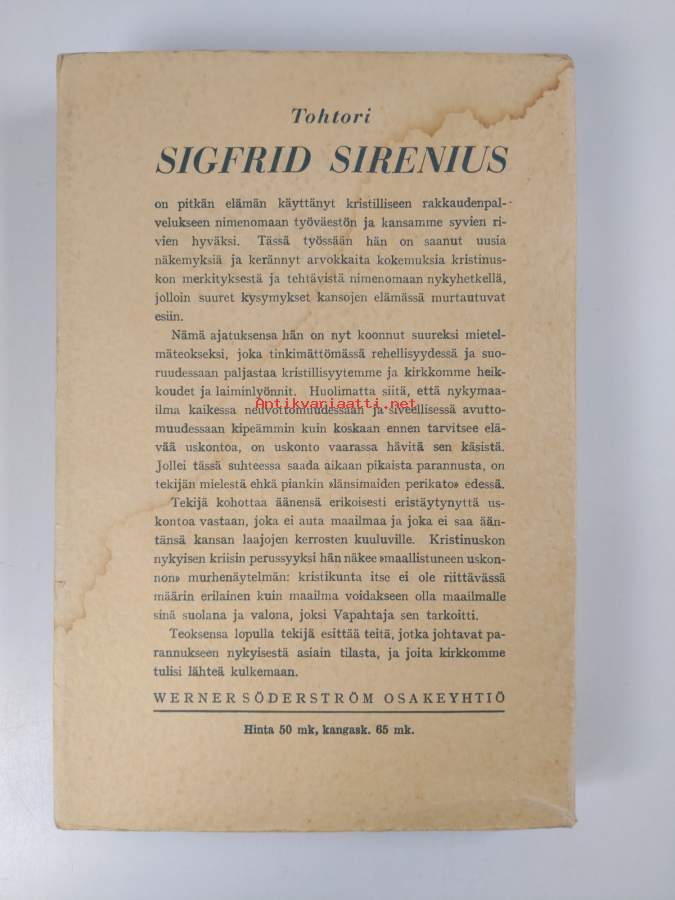 Tohtori
SIGFRID SIRENIUS
on pitkän elämän käyttänyt kristilliseen rakkaudenpal-
velukseen nimenomaan työväestön ja kansamme syvien ri-
vien hyväksi. Tässä työssään hän on saanut uusia
näkemyksiä ja kerännyt arvokkaita kokemuksia kristinus-
kon merkityksestä ja tehtävistä nimenomaan nykyhetkellä,
jolloin suuret kysymykset kansojen elämässä murtautuvat
esiin.
Nämä ajatuksensa hän on nyt koonnut suureksi mietel-
mäteokseksi, joka tinkimättömässä rehellisyydessä ja suo-
ruudessaan paljastaa kristillisyytemme ja kirkkomme heik-
koudet ja laiminlyönnit. Huolimatta siitä, että nykymaa-
Antikvariaatti.net
ilma kaikessa neuvottomuudessaan ja siveellisessä avutto-
muudessaan kipeämmin kuin koskaan ennen tarvitsee elä-
vää uskontoa, on uskonto vaarassa hävitä sen käsistä.
Jollei tässä suhteessa saada aikaan pikaista parannusta, on
tekijän mielestä ehkä piankin »länsimaiden perikato» edessä.
Tekijä kohottaa äänensä erikoisesti eristäytynyttä us-
kontoa vastaan, joka ei auta maailmaa ja joka ei saa ään-
tänsä kansan laajojen kerrosten kuuluville. Kristinuskon
nykyisen kriisin perussyyksi hän näkee »maallistuneen uskon-
non» murhenäytelmän: kristikunta itse ei ole riittävässä
määrin erilainen kuin maailma voidakseen olla maailmalle
sinä suolana ja valona, joksi Vapahtaja sen tarkoitti.
Teoksensa lopulla tekijä esittää teitä, jotka johtavat pa-
rannukseen nykyisestä asiain tilasta, ja joita kirkkomme
tulisi lähteä kulkemaan.
WERNER SÖDERSTRÖM OSAKEYHTIÖ
Hinta 50 mk, kangask. 65 mk.